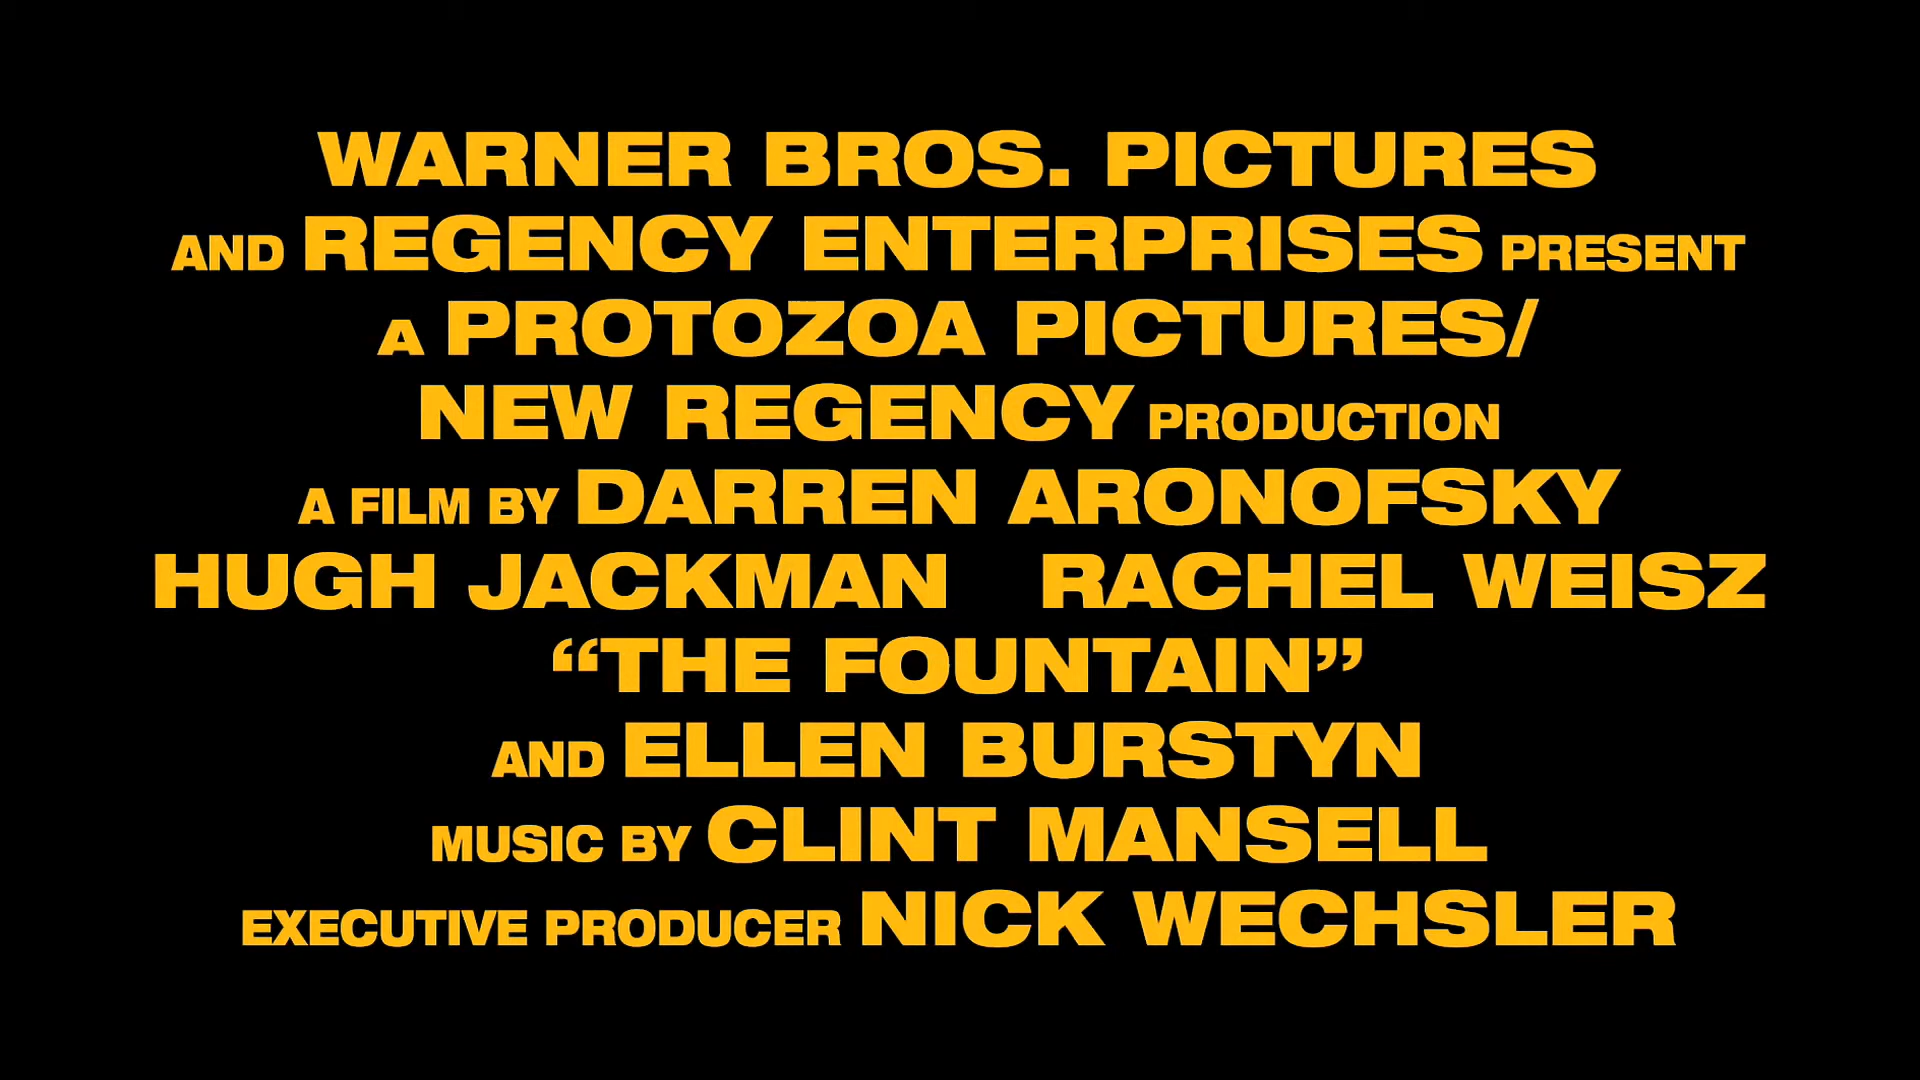 WARNER BROS. PICTURES
AND REGENCY ENTERPRISES PRESENT
A PROTOZOA PICTURES/
NEW REGENCY PRODUCTION
A FILM BY DARREN ARONOFSKY
HUGH JACKMAN RACHEL WEISZ
“THE FOUNTAIN”
AND ELLEN BURSTYN
MUSIC BY CLINT MANSELL
EXECUTIVE PRODUCER NICK WECHSLER